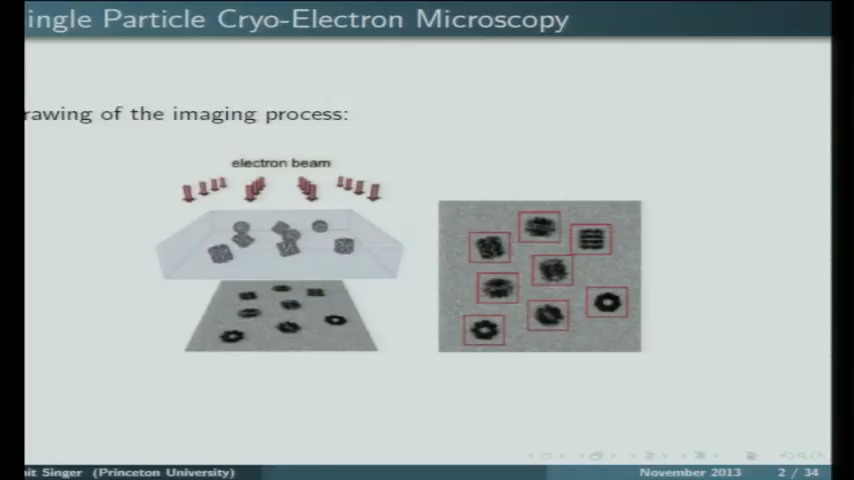 ingle Particle Cryo-Electron Microscopy
rawing of the imaging process:
electron beam
it Singer (Princeton University)
November 2013
2 / 34